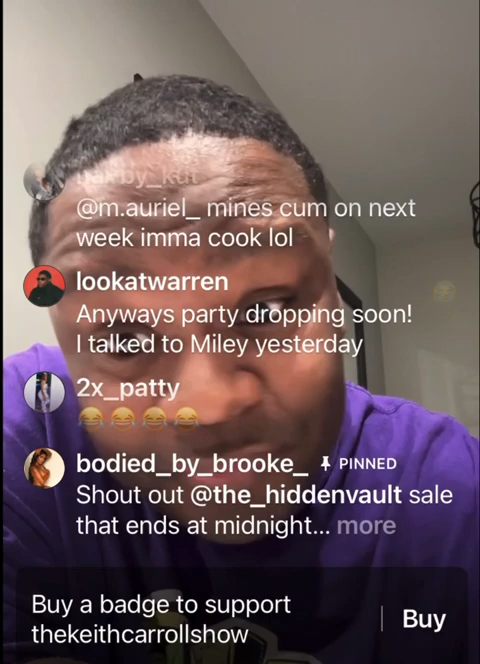 @m.auriel_ mines cum on next
week imma cook lol
lookatwarren
Anyways party dropping soon!
I talked to Miley yesterday
2x_patty
😂😂😂😂
bodied_by_brooke_ PINNED
Shout out @the_hiddenvault sale
that ends at midnight... more
Buy a badge to support
thekeithcarrollshow
Buy